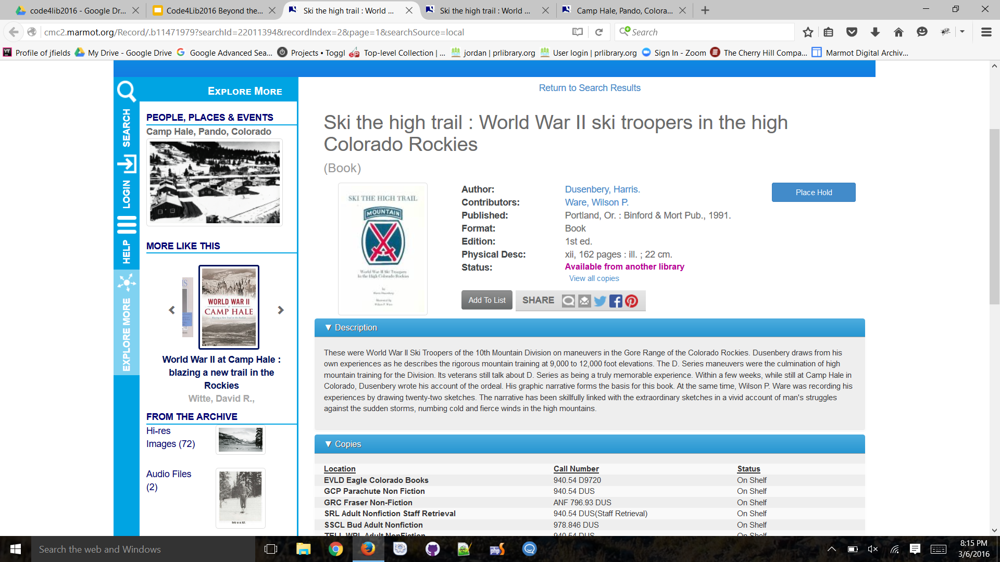 code4lib2016 - Google Dr...
Code4Lib2016 Beyond the...
Ski the high trail : World ...
Ski the high trail : World ...
Camp Hale, Pando, Colora...
cmc2.marmot.org/Record/.b11471979?searchId=22011394&recordIndex=2&page=1&searchSource=local
Search
Profile of jfields
My Drive - Google Drive
Google Advanced Sea...
Projects • Toggl
Top-level Collection | ...
jordan | prlibrary.org
User login | prlibrary.org
Sign In - Zoom
The Cherry Hill Compa...
Marmot Digital Archiv...
SEARCH
LOGIN
HELP
EXPLORE MORE
EXPLORE MORE
PEOPLE, PLACES & EVENTS
Camp Hale, Pando, Colorado
MORE LIKE THIS
WORLD WAR II
at
CAMP HALE
World War II at Camp Hale :
blazing a new trail in the
Rockies
Witte, David R.,
FROM THE ARCHIVE
Hi-res
Images (72)
Audio Files
(2)
Return to Search Results
Ski the high trail : World War II ski troopers in the high
Colorado Rockies
(Book)
SKI THE HIGH TRAIL
MOUNTAIN
World War II Ski Troopers
In the High Colorado Rockies
by
Author: Dusenbery, Harris.
Contributors: Ware, Wilson P.
Published: Portland, Or. : Binford & Mort Pub., 1991.
Format: Book
Edition: 1st ed.
Physical Desc: xii, 162 pages : ill. ; 22 cm.
Status: Available from another library
View all copies
Place Hold
Add To List
SHARE
▼ Description
These were World War II Ski Troopers of the 10th Mountain Division on maneuvers in the Gore Range of the Colorado Rockies. Dusenbery draws from his
own experiences as he describes the rigorous mountain training at 9,000 to 12,000 foot elevations. The D. Series maneuvers were the culmination of high
mountain training for the Division. Its veterans still talk about D. Series as being a truly memorable experience. Within a few weeks, while still at Camp Hale in
Colorado, Dusenbery wrote his account of the ordeal. His graphic narrative forms the basis for this book. At the same time, Wilson P. Ware was recording his
experiences by drawing twenty-two sketches. The narrative has been skillfully linked with the extraordinary sketches in a vivid account of man's struggles
against the sudden storms, numbing cold and fierce winds in the high mountains.
▼ Copies
Location Call Number Status
EVLD Eagle Colorado Books 940.54 D9720 On Shelf
GCP Parachute Non Fiction 940.54 DUS On Shelf
GRC Fraser Non-Fiction ANF 796.93 DUS On Shelf
SRL Adult Nonfiction Staff Retrieval 940.54 DUS(Staff Retrieval) On Shelf
SSCL Bud Adult Nonfiction 978.846 DUS On Shelf
TELL WPL Adult NonFiction 940.54 DUS On Shelf
Search the web and Windows
php
8:15 PM
3/6/2016